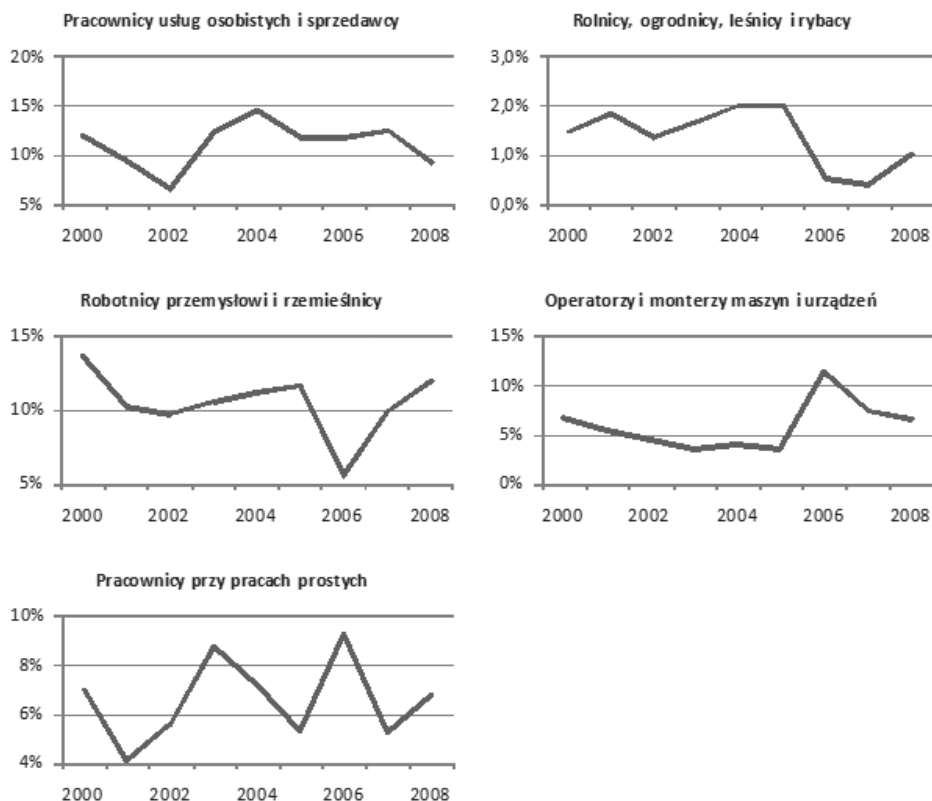 Pracownicy usług osobistych i sprzedawcy
20%
15%
10%
5%
2000 2002 2004 2006 2008
Rolnicy, ogrodnicy, leśnicy i rybacy
3,0%
2,0%
1,0%
0,0%
2000 2002 2004 2006 2008
Robotnicy przemysłowi i rzemieślnicy
15%
10%
5%
2000 2002 2004 2006 2008
Operatorzy i monterzy maszyn i urządzeń
15%
10%
5%
0%
2000 2002 2004 2006 2008
Pracownicy przy pracach prostych
10%
8%
6%
4%
2000 2002 2004 2006 2008